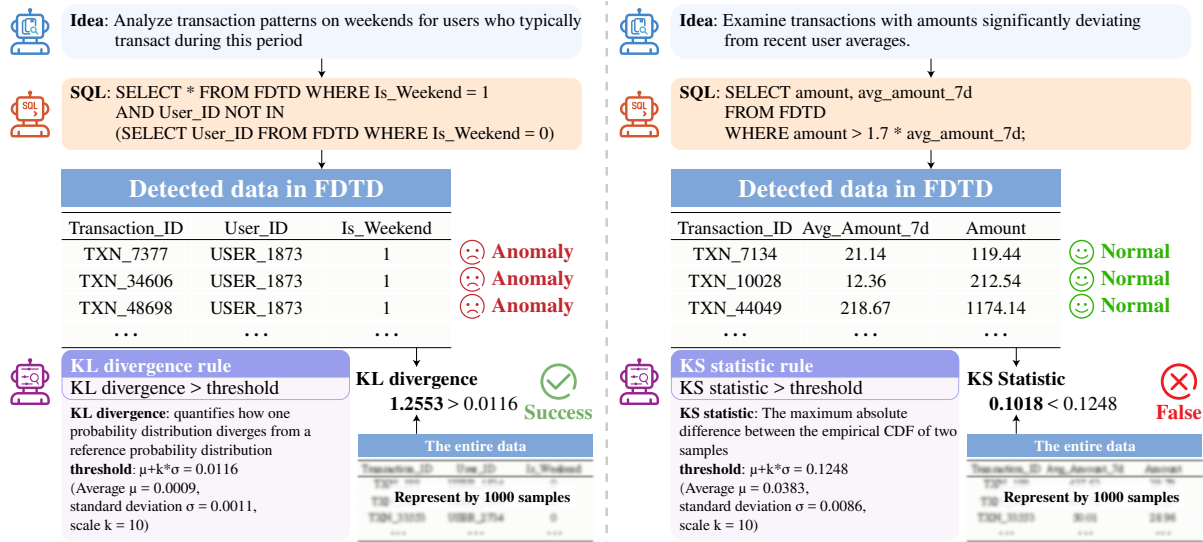 Idea: Analyze transaction patterns on weekends for users who typically
transact during this period
SQL
SQL: SELECT * FROM FDTD WHERE Is_Weekend = 1
AND User_ID NOT IN
(SELECT User_ID FROM FDTD WHERE Is_Weekend = 0)
Detected data in FDTD
Transaction_ID User_ID Is_Weekend
TXN_7377 USER_1873 1 Anomaly
TXN_34606 USER_1873 1 Anomaly
TXN_48698 USER_1873 1 Anomaly
... ... ...
KL divergence rule
KL divergence > threshold
KL divergence: quantifies how one
probability distribution diverges from a
reference probability distribution
threshold: μ+k*σ = 0.0116
(Average μ = 0.0009,
standard deviation σ = 0.0011,
scale k = 10)
KL divergence
1.2553 > 0.0116
Success
The entire data
Transaction_ID User_ID Is_Weekend
Represent by 1000 samples
... ... ...
Idea: Examine transactions with amounts significantly deviating
from recent user averages.
SQL
SQL: SELECT amount, avg_amount_7d
FROM FDTD
WHERE amount > 1.7 * avg_amount_7d;
Detected data in FDTD
Transaction_ID Avg_Amount_7d Amount
TXN_7134 21.14 119.44 Normal
TXN_10028 12.36 212.54 Normal
TXN_44049 218.67 1174.14 Normal
... ... ...
KS statistic rule
KS statistic > threshold
KS statistic: The maximum absolute
difference between the empirical CDF of two
samples
threshold: μ+k*σ = 0.1248
(Average μ = 0.0383,
standard deviation σ = 0.0086,
scale k = 10)
KS Statistic
0.1018 < 0.1248
False
The entire data
Transaction_ID Avg_Amount_7d Amount
Represent by 1000 samples
... ... ...